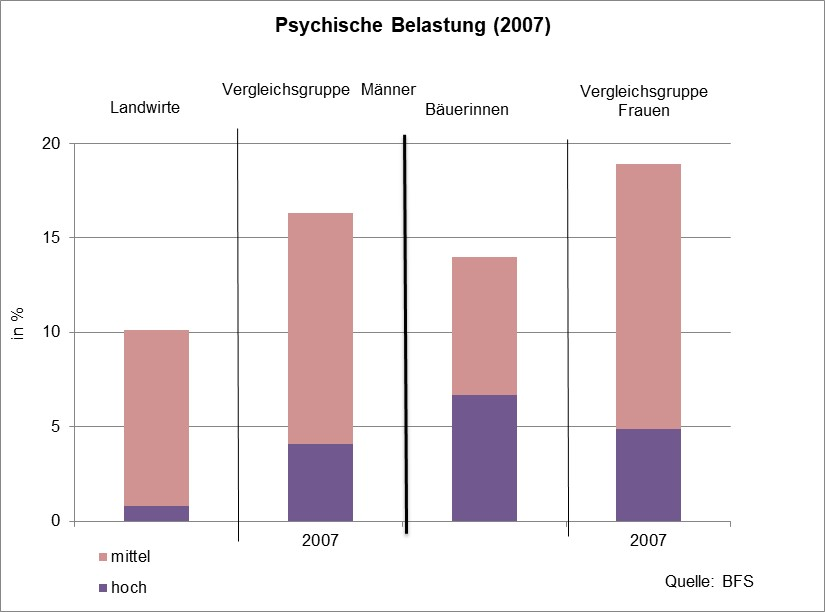 Psychische Belastung (2007)
Landwirte
Vergleichsgruppe Männer
Bäuerinnen
Vergleichsgruppe
Frauen
20
15
10
5
0
in %
2007
2007
mittel
hoch
Quelle: BFS